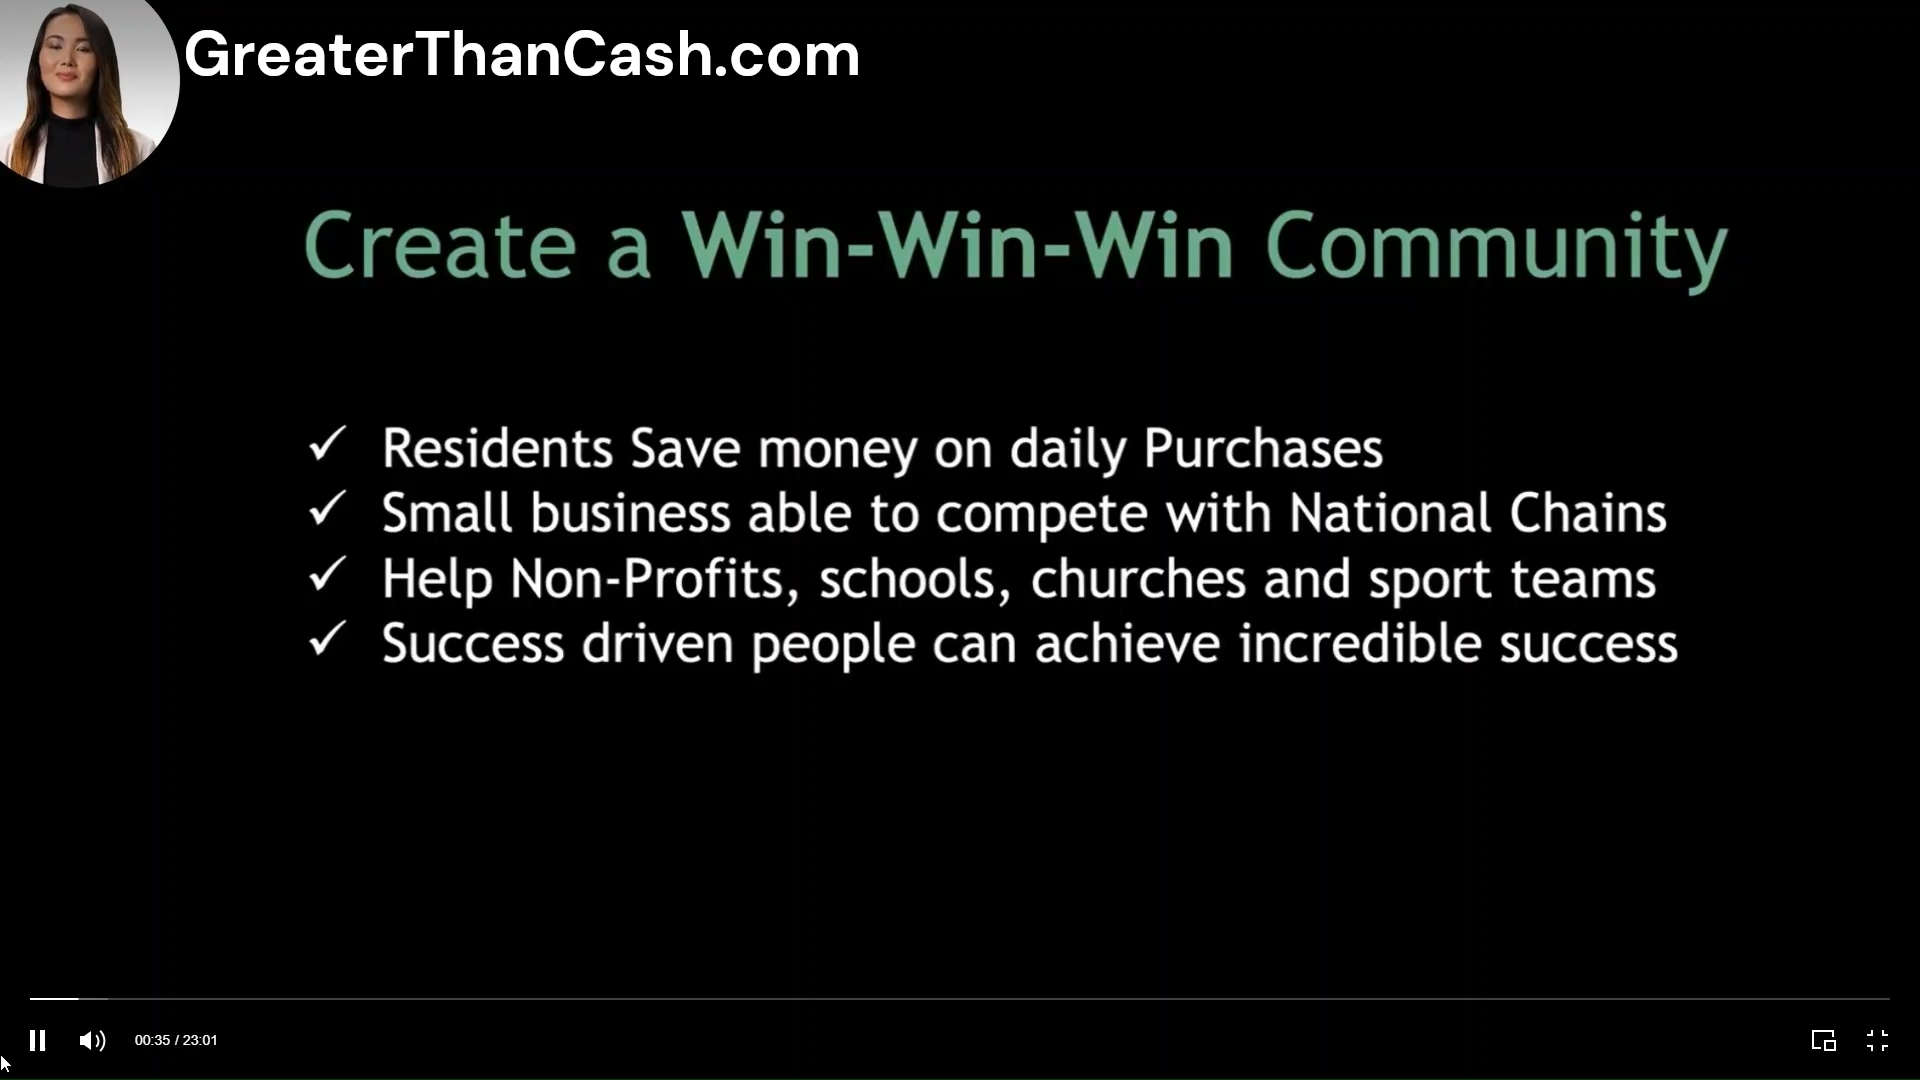 GreaterThanCash.com
Create a Win-Win-Win Community
✓ Residents Save money on daily Purchases
✓ Small business able to compete with National Chains
✓ Help Non-Profits, schools, churches and sport teams
✓ Success driven people can achieve incredible success
00:35 / 23:01